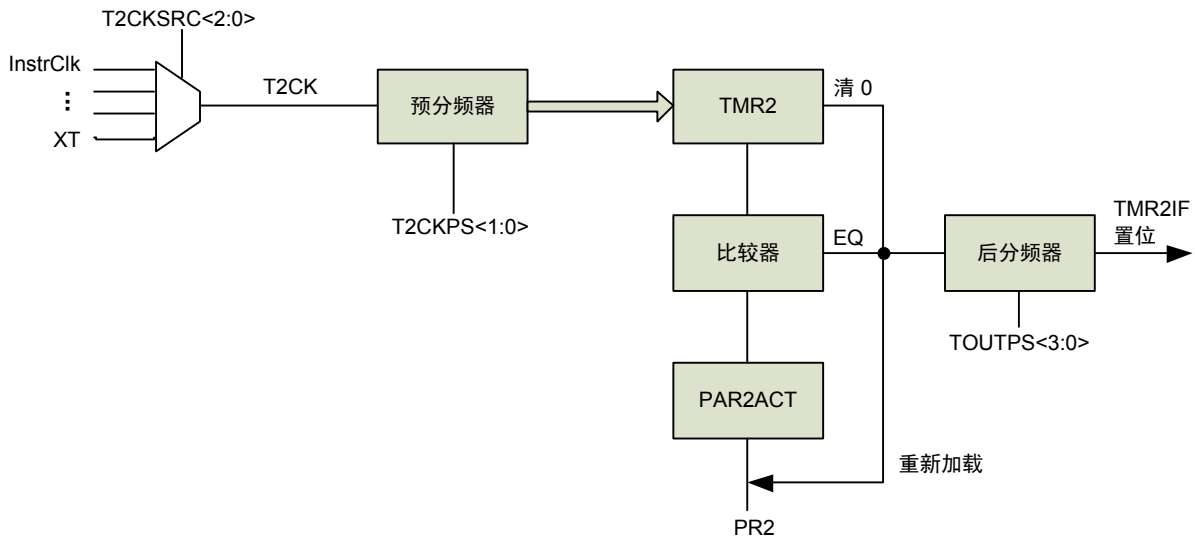 T2CKSRC<2:0>
InstrClk
XT
T2CK
预分频器
T2CKPS<1:0>
TMR2
清 0
比较器
EQ
后分频器
TOUTPS<3:0>
TMR2IF
置位
PAR2ACT
重新加载
PR2